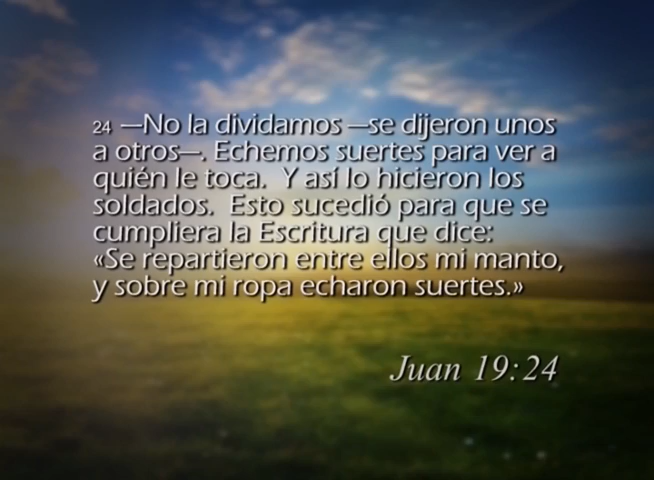 24 —No la dividamos —se dijeron unos
a otros—. Echemos suertes para ver a
quién le toca.  Y así lo hicieron los
soldados.  Esto sucedió para que se
cumpliera la Escritura que dice:
«Se repartieron entre ellos mi manto,
y sobre mi ropa echaron suertes.»
Juan 19:24